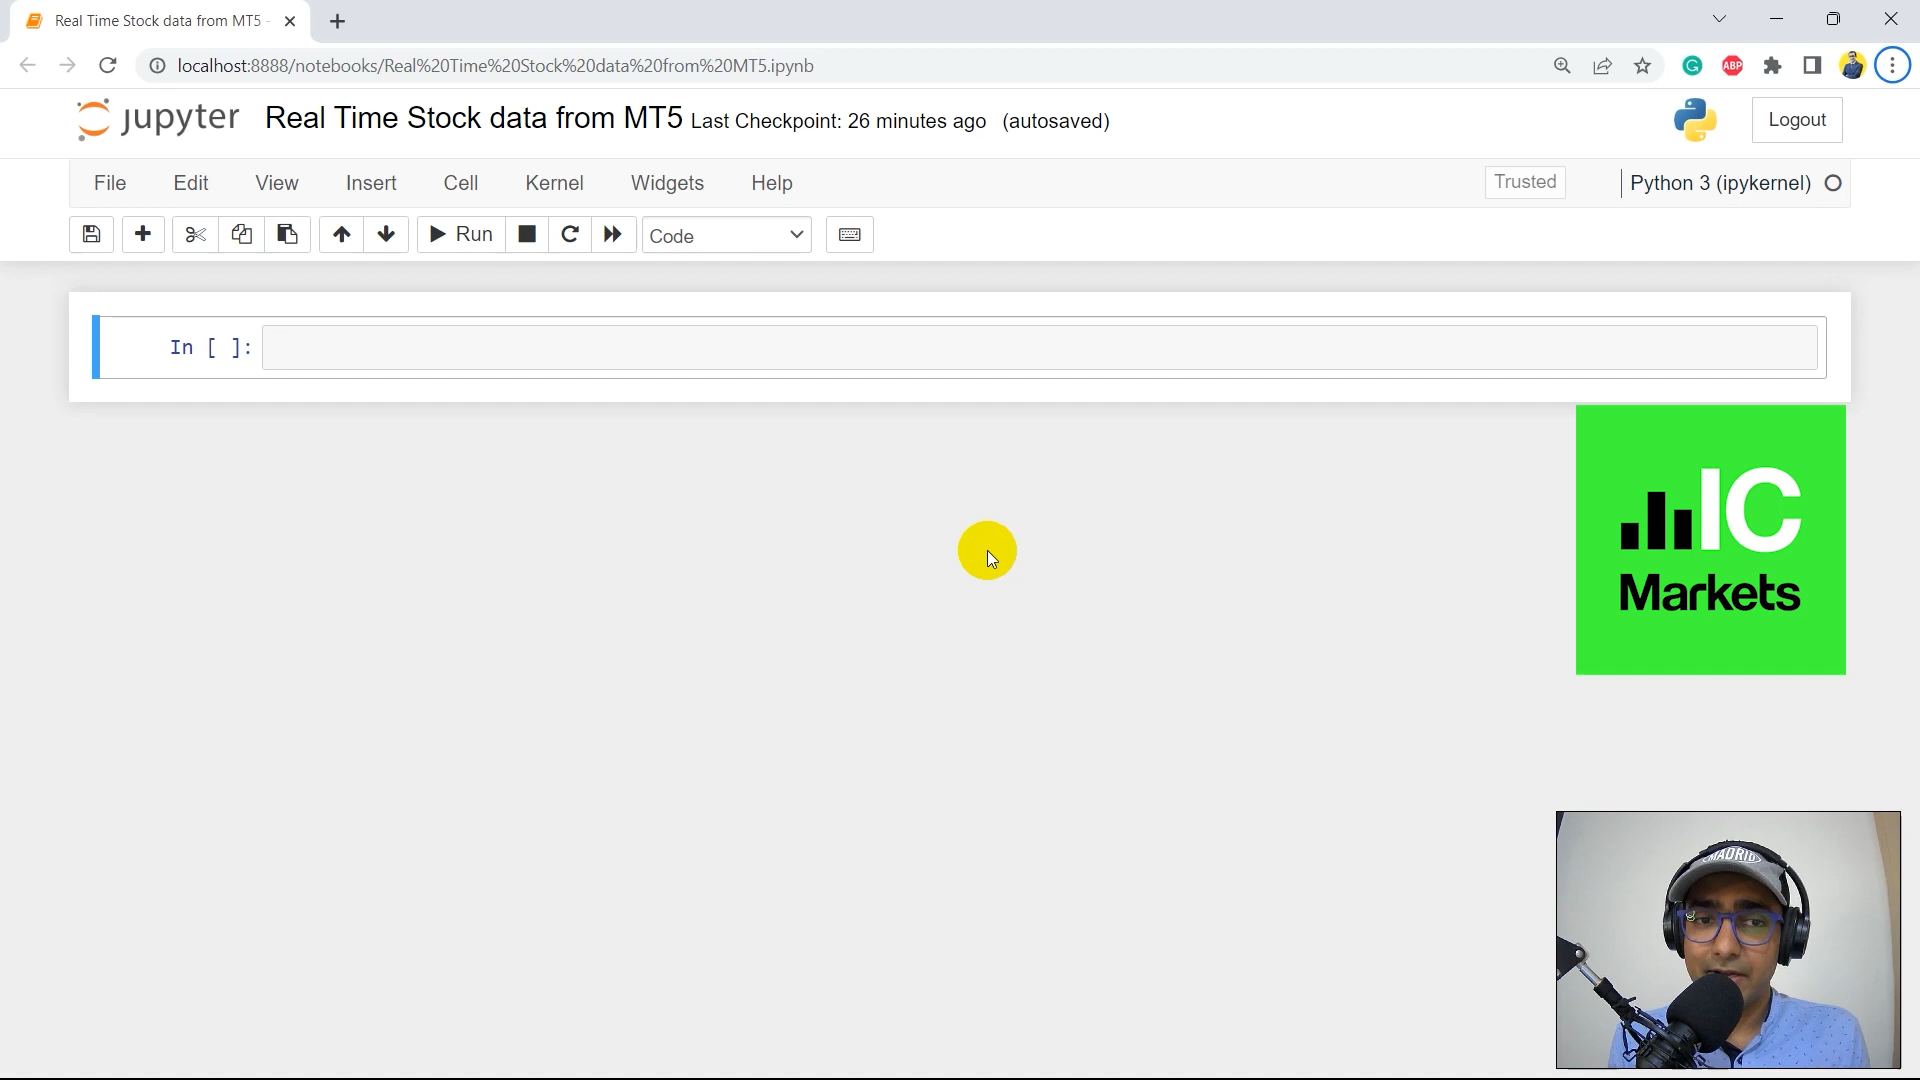 Real Time Stock data from MT5 -
localhost:8888/notebooks/Real%20Time%20Stock%20data%20from%20MT5.ipynb
ABP
jupyter Real Time Stock data from MT5 Last Checkpoint: 26 minutes ago (autosaved)
Logout
File Edit View Insert Cell Kernel Widgets Help
Trusted
Python 3 (ipykernel)
Run
Code
In [ ]:
IC
Markets
MADRID